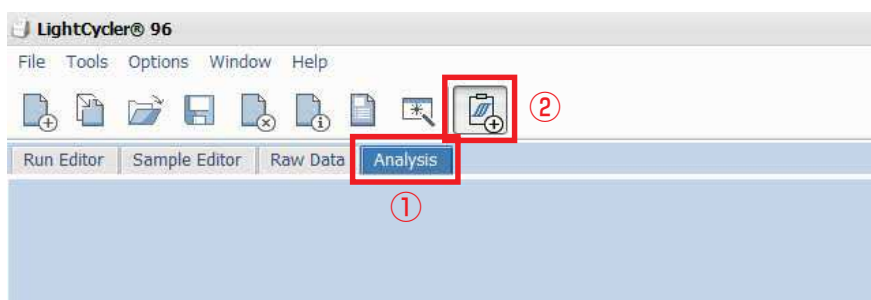 LightCycler® 96
File Tools Options Window Help
②
Run Editor Sample Editor Raw Data Analysis
①